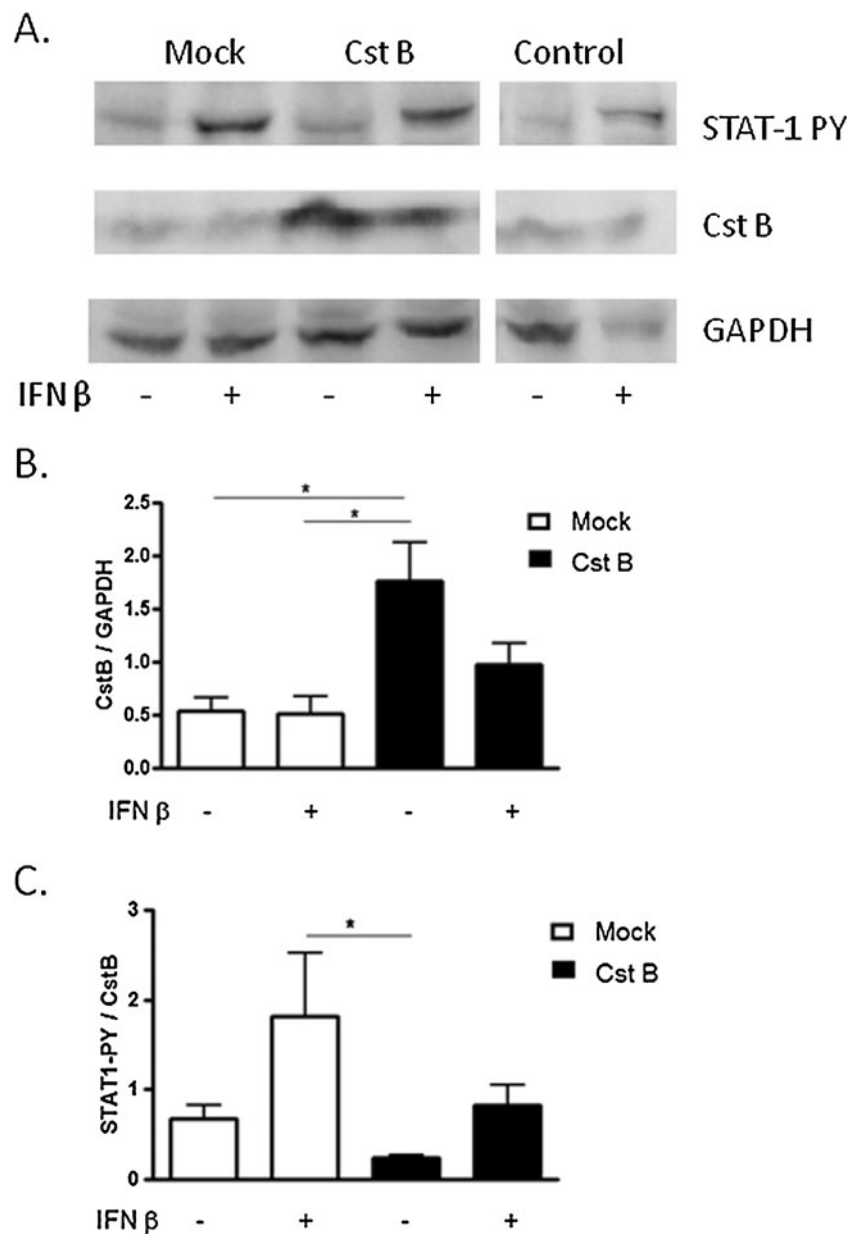 A.
Mock Cst B Control
STAT-1 PY
Cst B
GAPDH
IFN β - + - + - +
B.
* 
*
2.5
2.0
1.5
1.0
0.5
0.0
CstB / GAPDH
Mock
Cst B
IFN β - + - +
C.
*
3
2
1
0
STAT1-PY / CstB
Mock
Cst B
IFN β - + - +